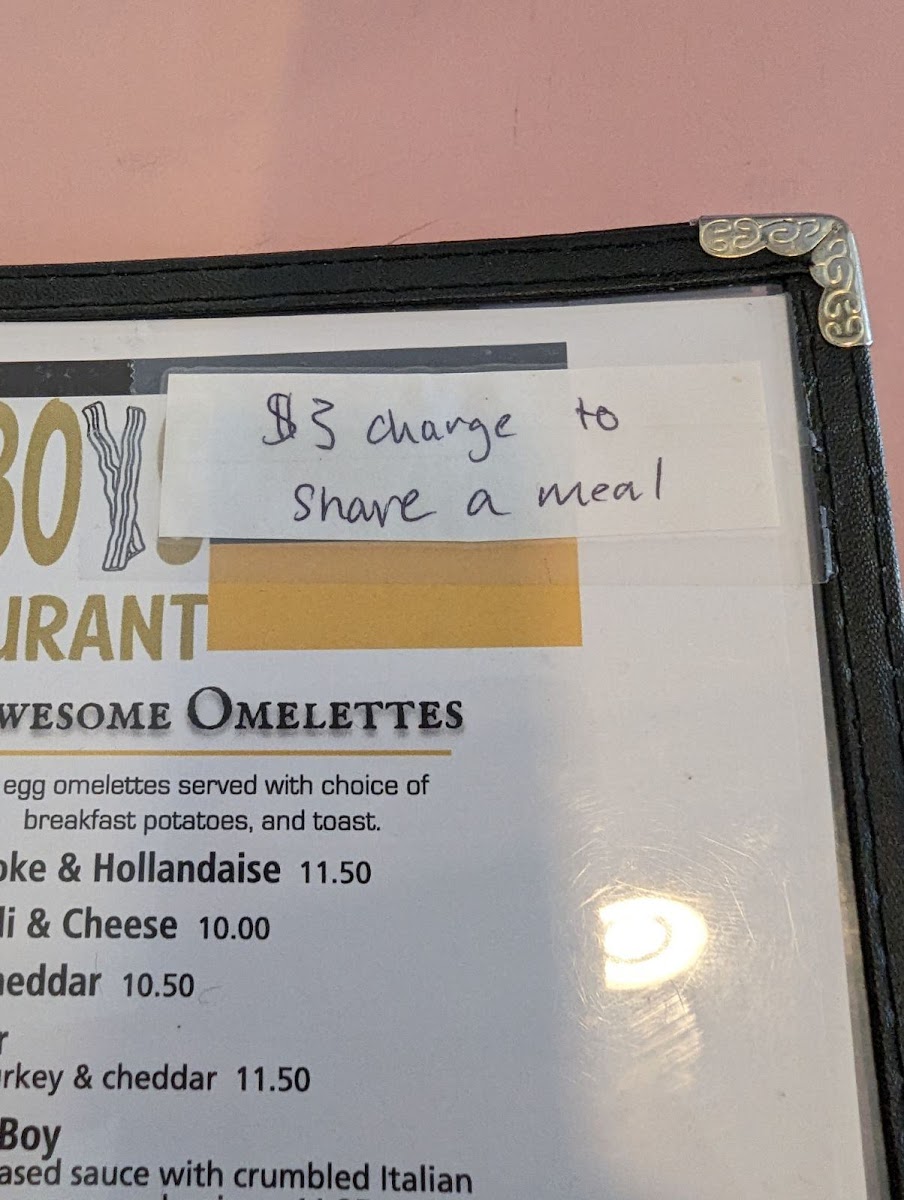 $3 charge to
share a meal
BOY
URANT
WESOME OMELETTES
egg omelettes served with choice of
breakfast potatoes, and toast.
oke & Hollandaise 11.50
li & Cheese 10.00
heddar 10.50
r
urkey & cheddar 11.50
Boy
ased sauce with crumbled Italian